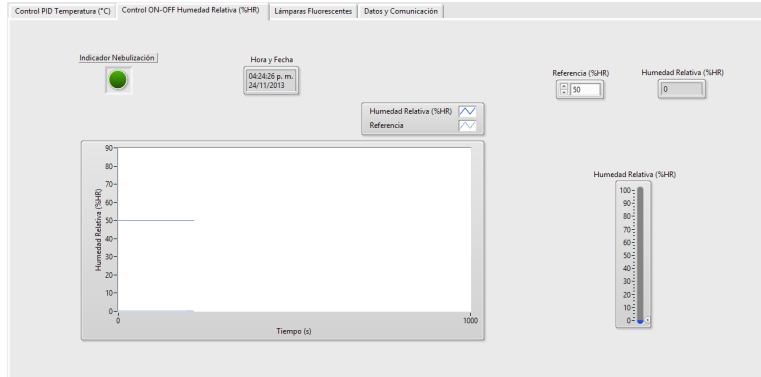 Control PID Temperatura (°C) Control ON-OFF Humedad Relativa (%HR) Lámparas Fluorescentes Datos y Comunicación
Indicador Nebulización
Hora y Fecha
04:24:26 p. m.
24/11/2013
Referencia (%HR)
50
Humedad Relativa (%HR)
0
Humedad Relativa (%HR)
Referencia
Humedad Relativa (%HR)
90
80
70
60
50
40
30
20
10
0
0 1000
Tiempo (s)
Humedad Relativa (%HR)
100
90
80
70
60
50
40
30
20
10
0